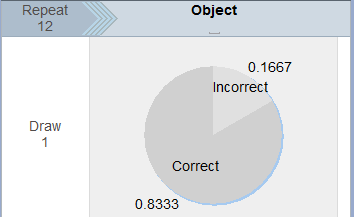 Repeat
12
Object
Draw
1
0.1667
Incorrect
Correct
0.8333